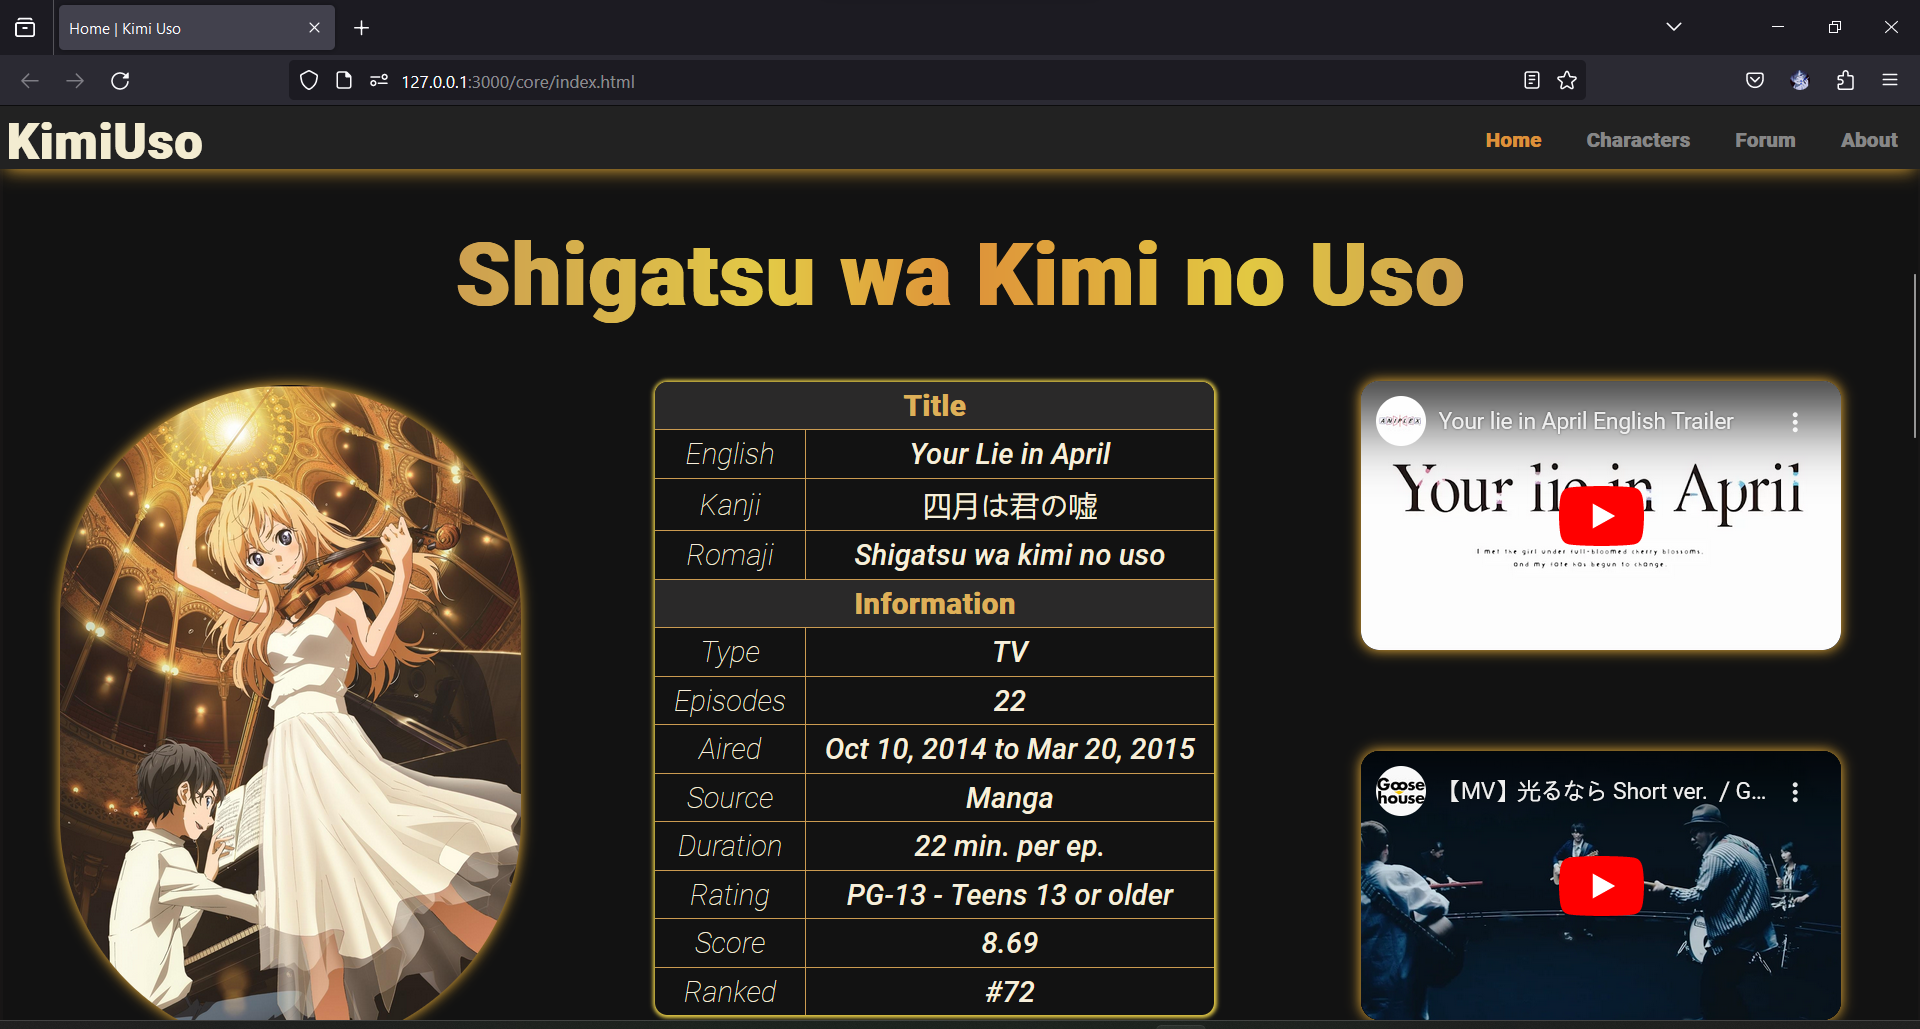 Home | Kimi Uso
127.0.0.1:3000/core/index.html
KimiUso
Home Characters Forum About
Shigatsu wa Kimi no Uso
Title
English Your Lie in April
Kanji 四月は君の嘘
Romaji Shigatsu wa kimi no uso
Information
Type TV
Episodes 22
Aired Oct 10, 2014 to Mar 20, 2015
Source Manga
Duration 22 min. per ep.
Rating PG-13 - Teens 13 or older
Score 8.69
Ranked #72
ANIPLEX
Your lie in April English Trailer
Your lie in April
I met the girl under full-bloomed cherry blossoms,
and my fate has begun to change.
Goose
house
【MV】光るなら Short ver. / G...